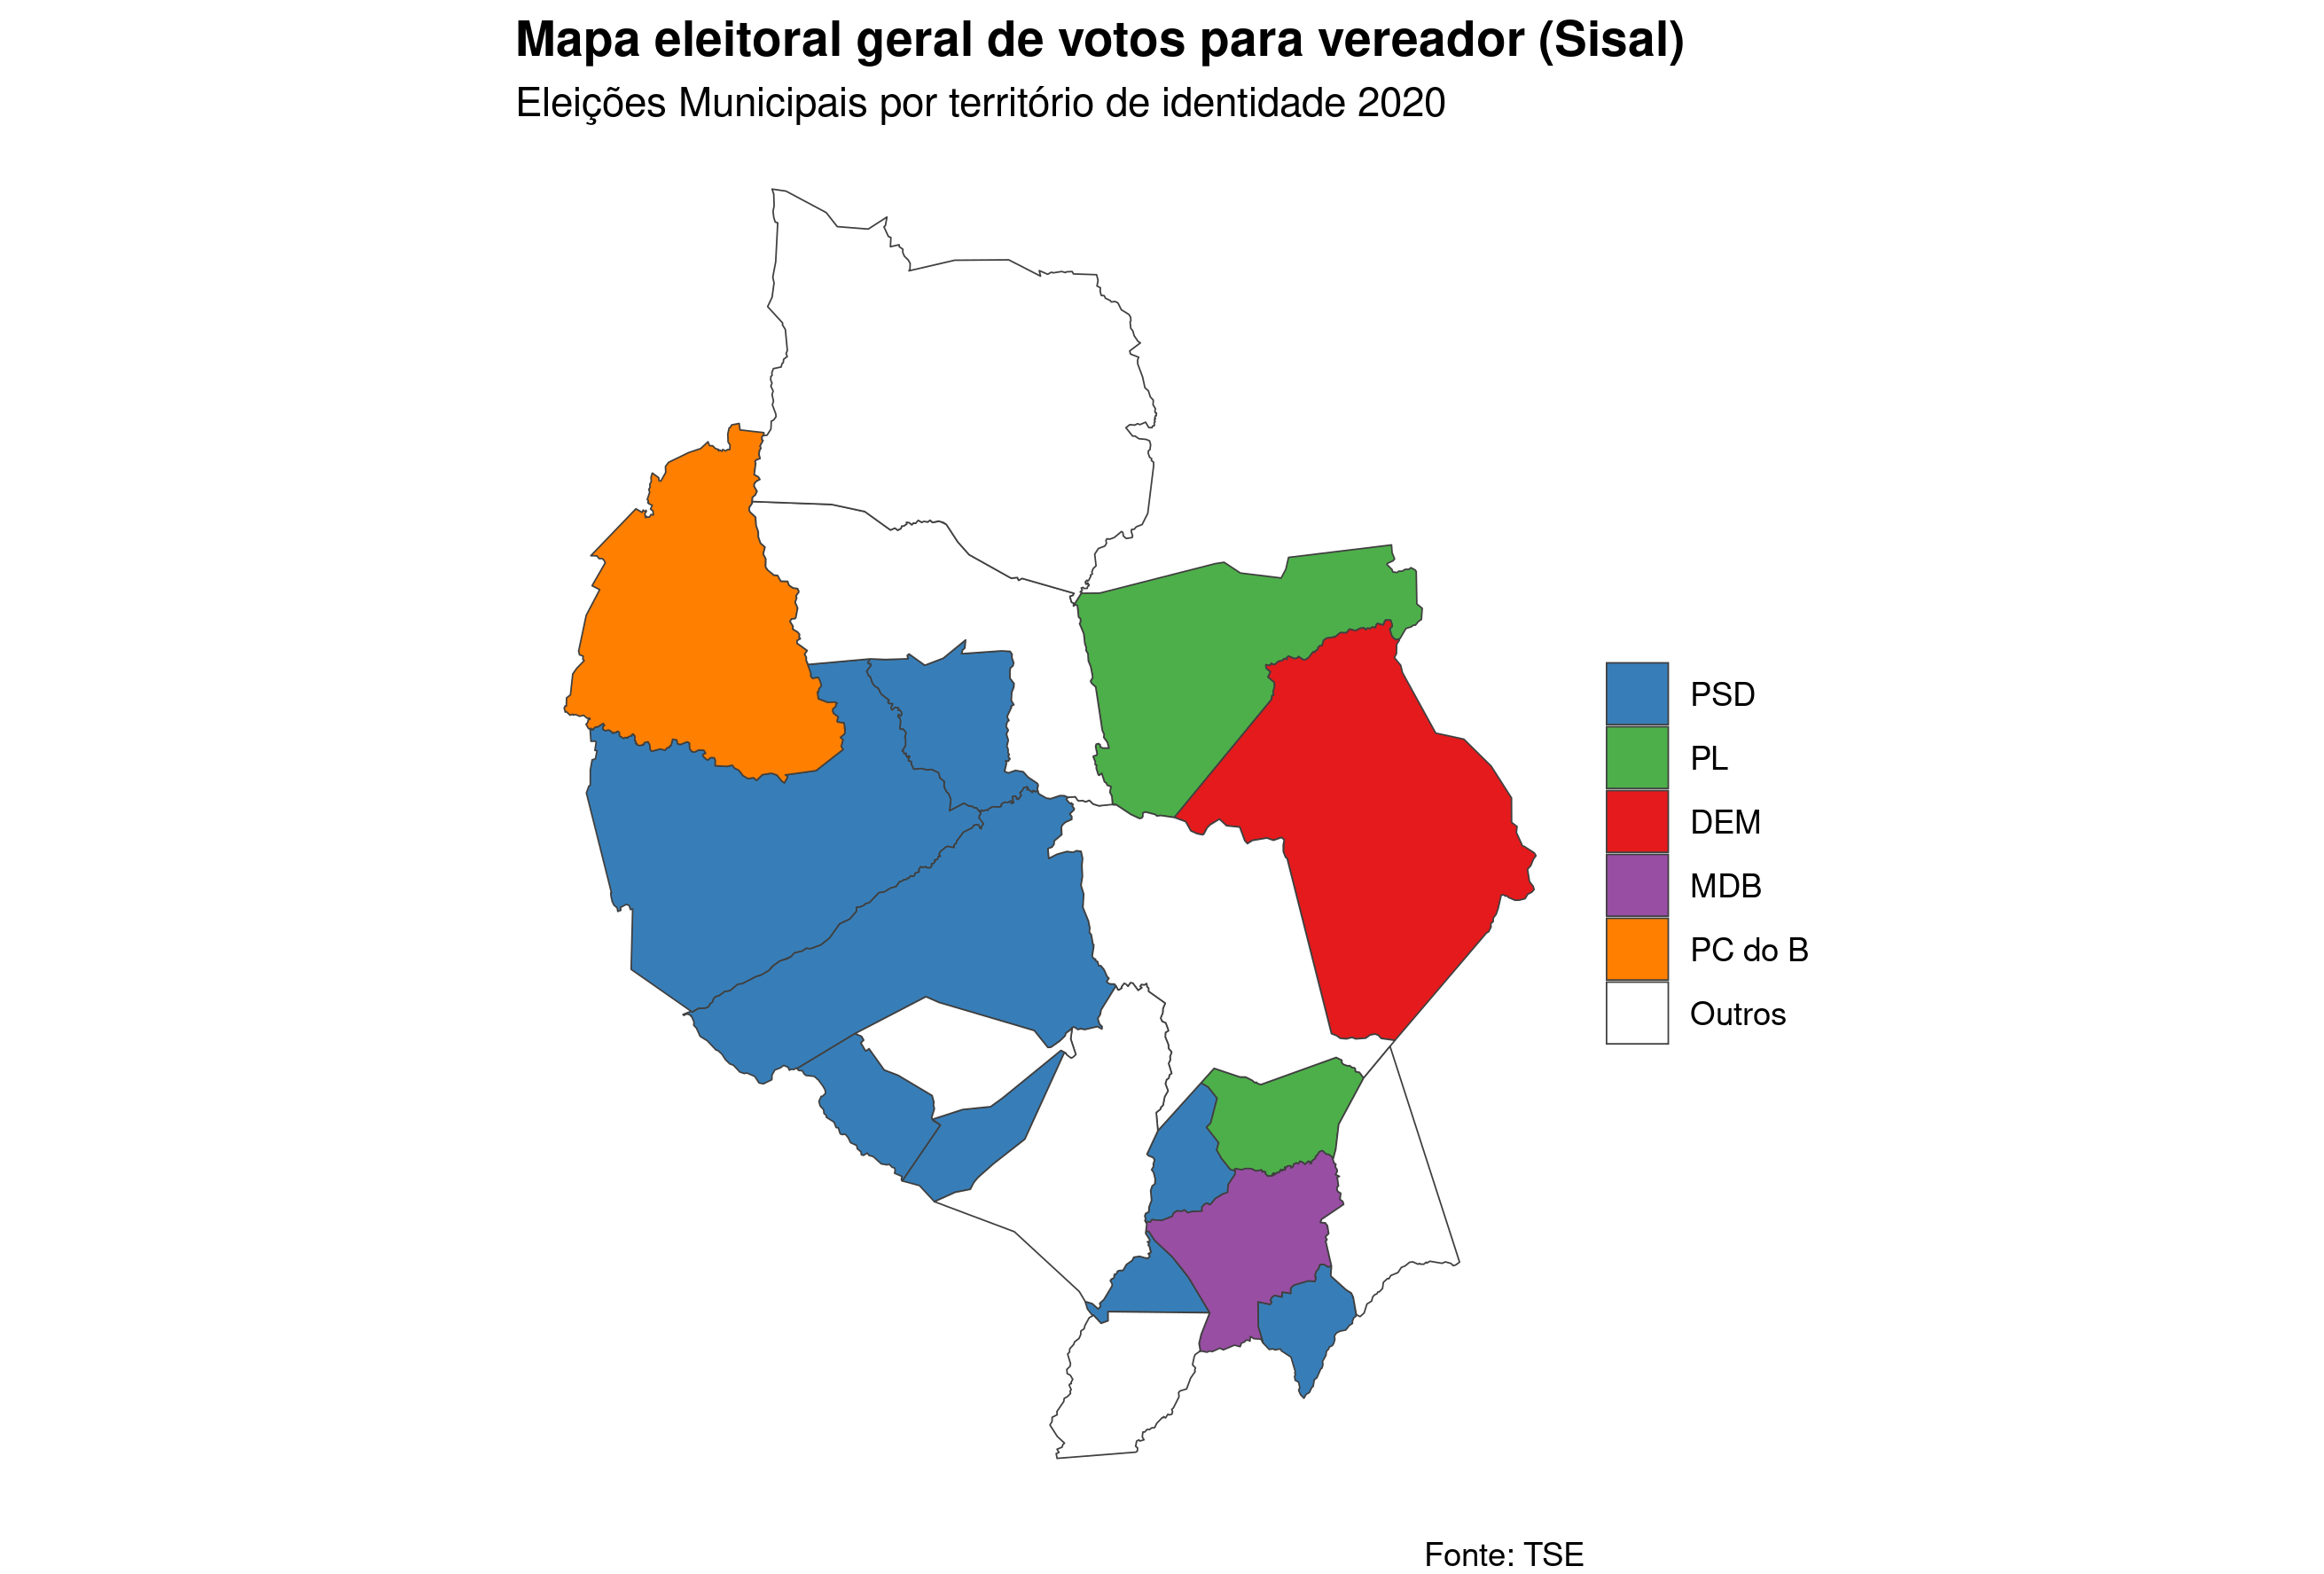 Mapa eleitoral geral de votos para vereador (Sisal)
Eleições Municipais por território de identidade 2020
PSD
PL
DEM
MDB
PC do B
Outros
Fonte: TSE